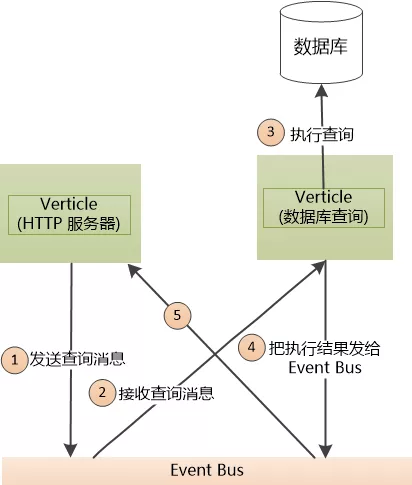 数据库
3
执行查询
Verticle
(HTTP 服务器)
Verticle
(数据库查询)
5
1
发送查询消息
4
把执行结果发给
Event Bus
2
接收查询消息
Event Bus